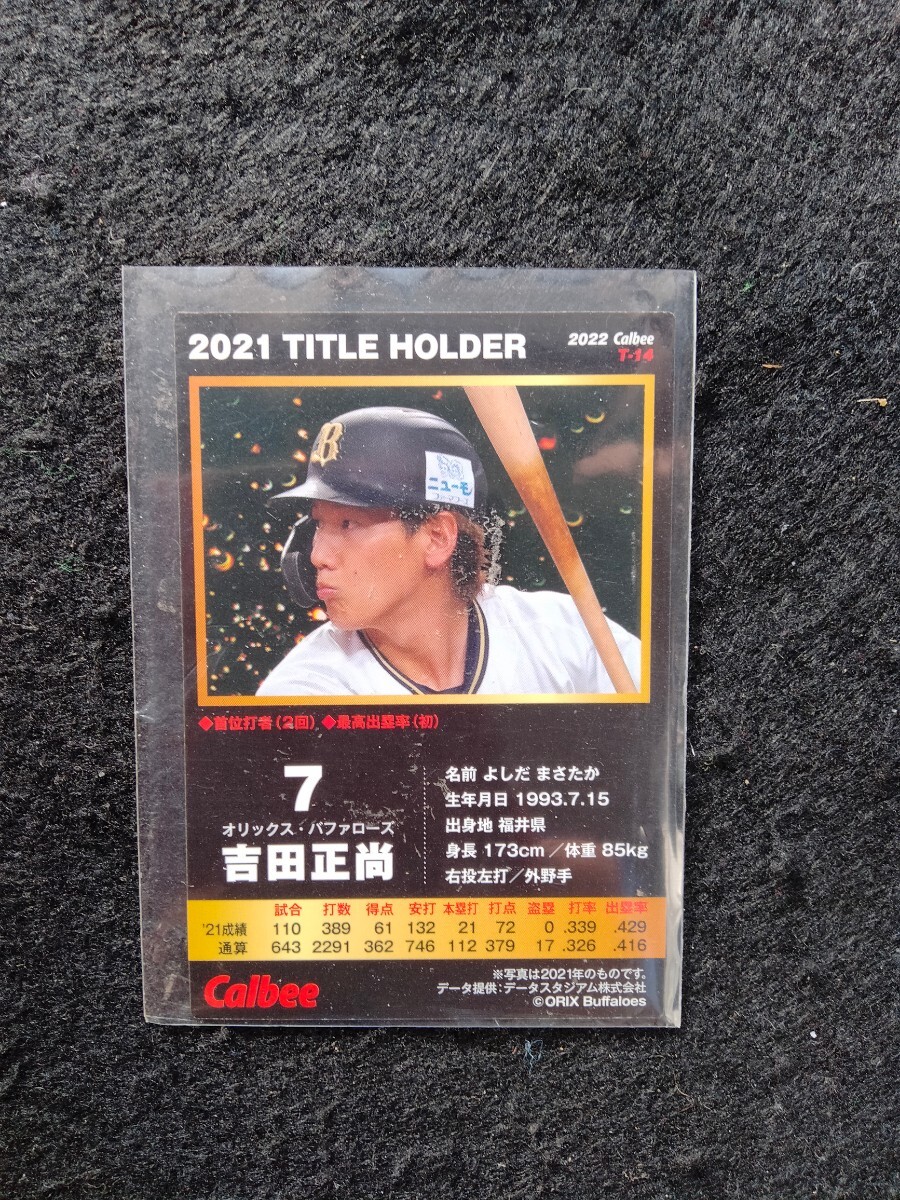 2021 TITLE HOLDER
2022 Calbee
T-14
B
ニューモ
ファーマフーズ
◆首位打者(2回) ◆最高出塁率(初)
7
オリックス・バファローズ
吉田正尚
名前 よしだ まさたか
生年月日 1993.7.15
出身地 福井県
身長 173cm/体重 85kg
右投左打/外野手
試合 打数 得点 安打 本塁打 打点 盗塁 打率 出塁率
'21成績 110 389 61 132 21 72 0 .339 .429
通算 643 2291 362 746 112 379 17 .326 .416
Calbee
※写真は2021年のものです。
データ提供:データスタジアム株式会社
©ORIX Buffaloes